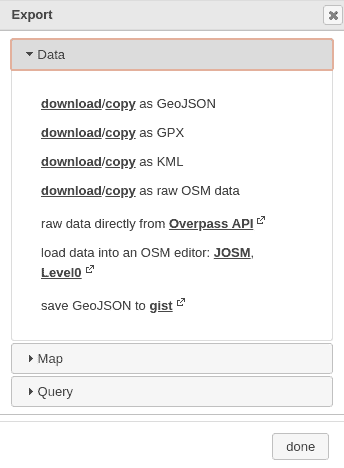 Export
Data
download/copy as GeoJSON
download/copy as GPX
download/copy as KML
download/copy as raw OSM data
raw data directly from Overpass API
load data into an OSM editor: JOSM,
Level0
save GeoJSON to gist
Map
Query
done